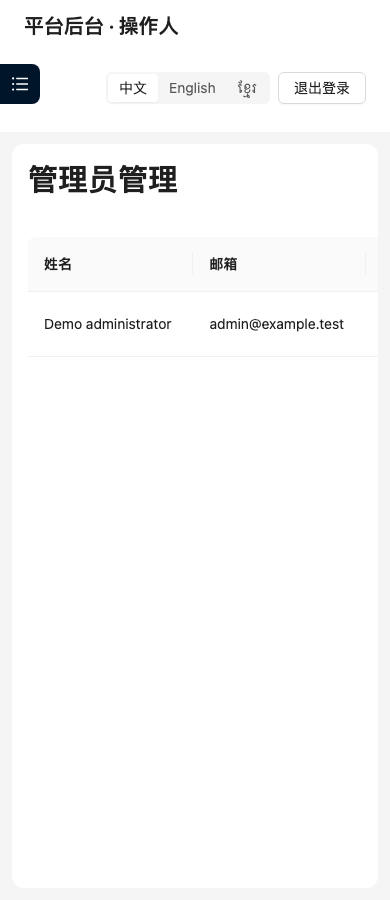 平台后台 · 操作人
中文 English ខ្មែរ 退出登录
管理员管理
姓名 邮箱
Demo administrator admin@example.test